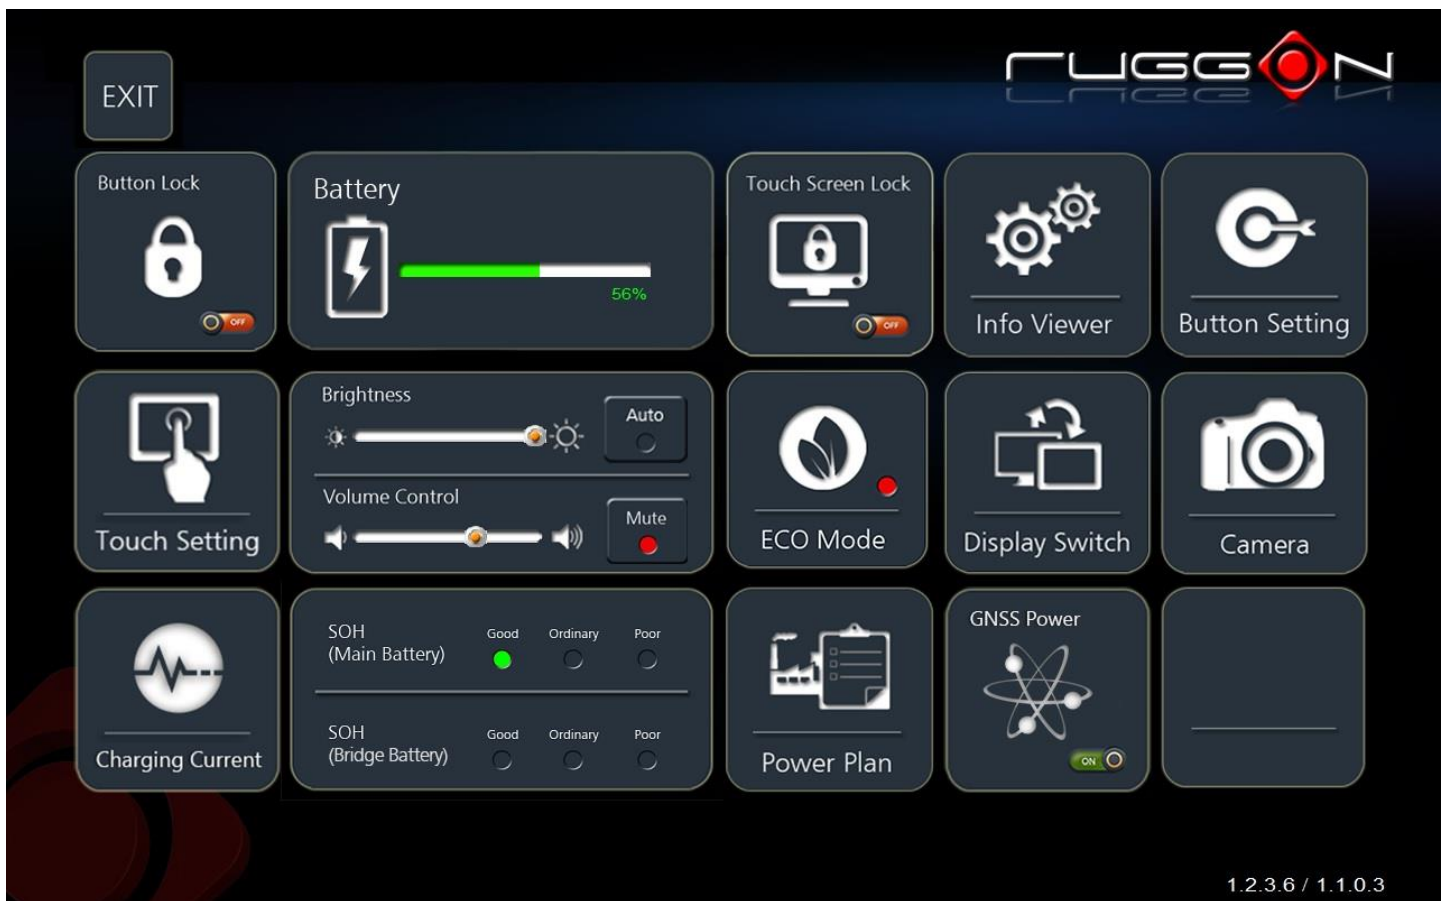 EXIT
ruggON
Button Lock
OFF
Battery
56%
Touch Screen Lock
OFF
Info Viewer
Button Setting
Touch Setting
Brightness
Auto
Volume Control
Mute
ECO Mode
Display Switch
Camera
Charging Current
SOH
(Main Battery)
Good Ordinary Poor
SOH
(Bridge Battery)
Good Ordinary Poor
Power Plan
GNSS Power
ON
1.2.3.6 / 1.1.0.3